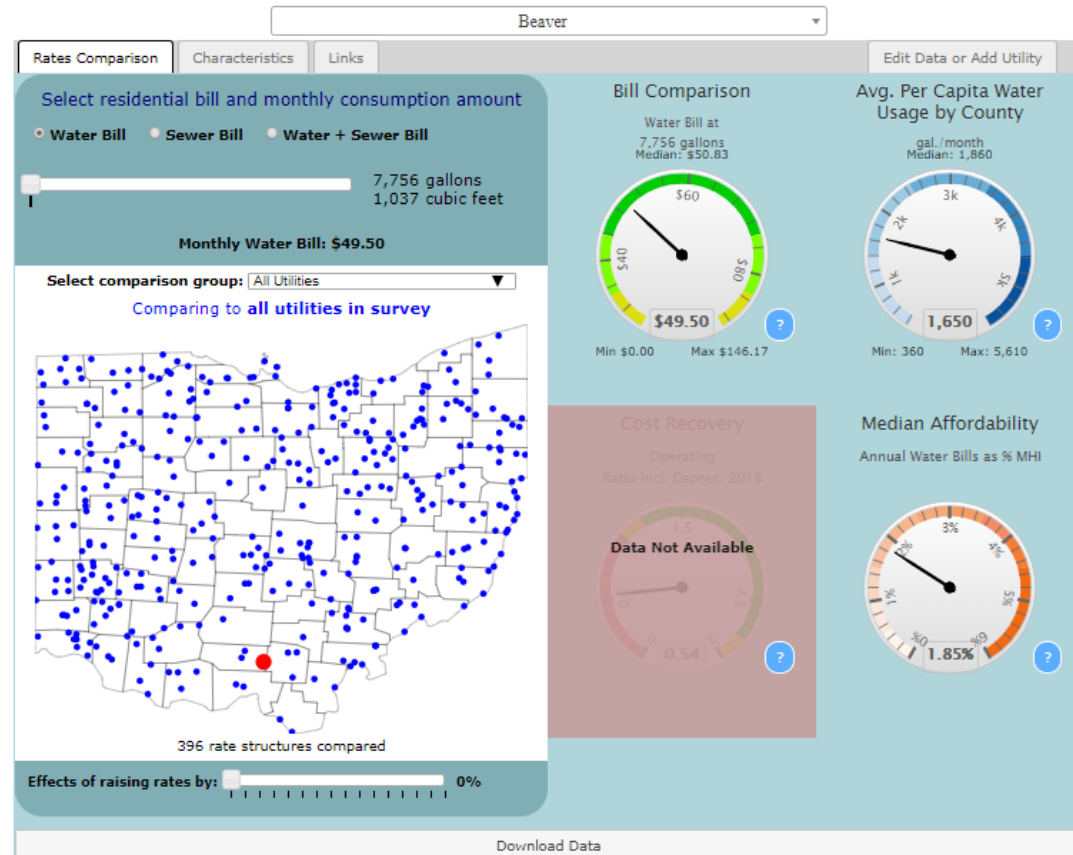 Beaver
Rates Comparison
Characteristics
Links
Edit Data or Add Utility
Select residential bill and monthly consumption amount
Water Bill
Sewer Bill
Water + Sewer Bill
7,756 gallons
1,037 cubic feet
Monthly Water Bill: $49.50
Select comparison group: All Utilities ▼
Comparing to all utilities in survey
396 rate structures compared
Effects of raising rates by: 0%
Bill Comparison
Water Bill at
7,756 gallons
Median: $50.83
$40
$60
$80
$49.50
?
Min $0.00 Max $146.17
Avg. Per Capita Water
Usage by County
gal./month
Median: 1,860
1k
2k
3k
4k
5k
1,650
?
Min: 360 Max: 5,610
Cost Recovery
Operating
Ratio Incl. Deprec. 2018
1.5
Data Not Available
2.5
0
0.54
?
Median Affordability
Annual Water Bills as % MHI
0%
1%
2%
3%
4%
5%
6%
1.85%
?
Download Data